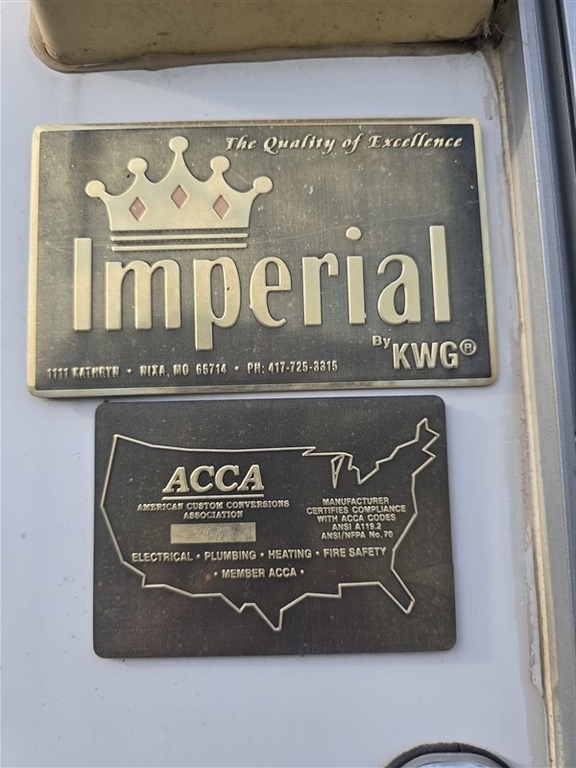 The Quality of Excellence
Imperial
By KWG®
1111 KATHRYN • NIXA, MO 65714 • PH: 417-725-3315
ACCA
AMERICAN CUSTOM CONVERSIONS
ASSOCIATION
MANUFACTURER
CERTIFIES COMPLIANCE
WITH ACCA CODES
ANSI A119.2
ANSI/NFPA No. 70
ELECTRICAL • PLUMBING • HEATING • FIRE SAFETY
• MEMBER ACCA •